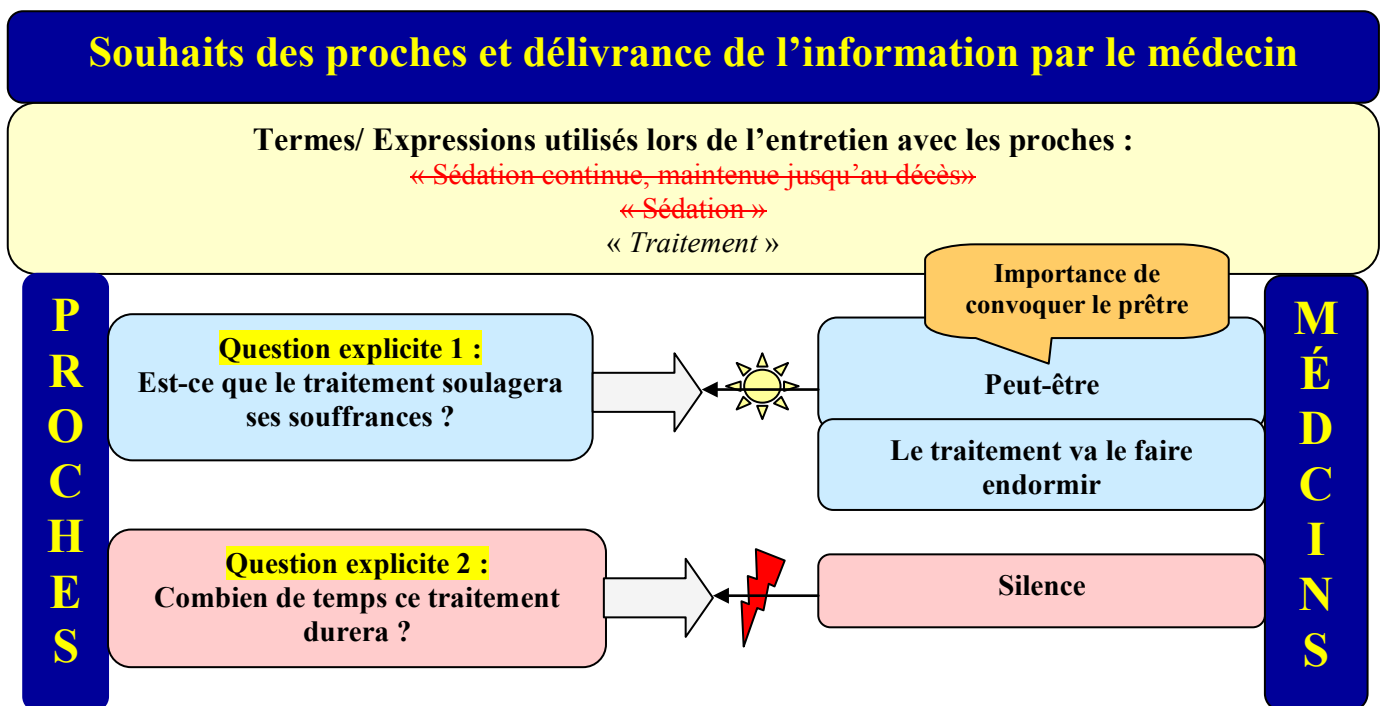 Souhaits des proches et délivrance de l’information par le médecin
Termes/ Expressions utilisés lors de l’entretien avec les proches :
« Sédation continue, maintenue jusqu’au décès»
« Sédation »
« Traitement »
Importance de
convoquer le prêtre
PROCHES
Question explicite 1 :
Est-ce que le traitement soulagera
ses souffrances ?
Peut-être
Le traitement va le faire
endormir
Question explicite 2 :
Combien de temps ce traitement
durera ?
Silence
MÉDCINS